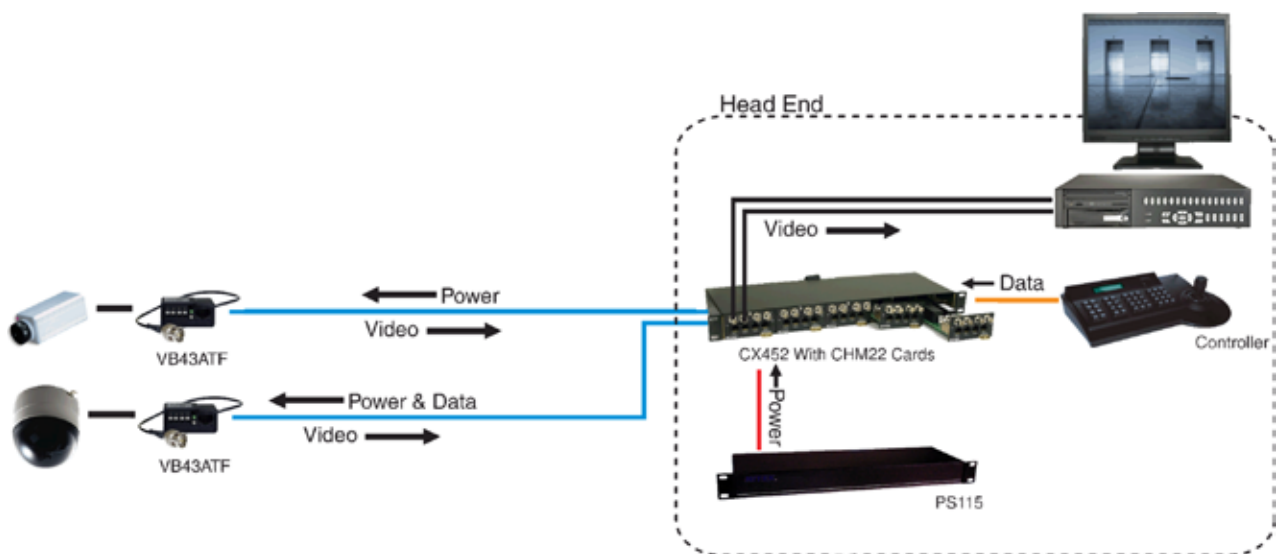 Head End
Video
Data
Power
Video
VB43ATF
CX452 With CHM22 Cards
Controller
Power
Power & Data
Video
VB43ATF
PS115